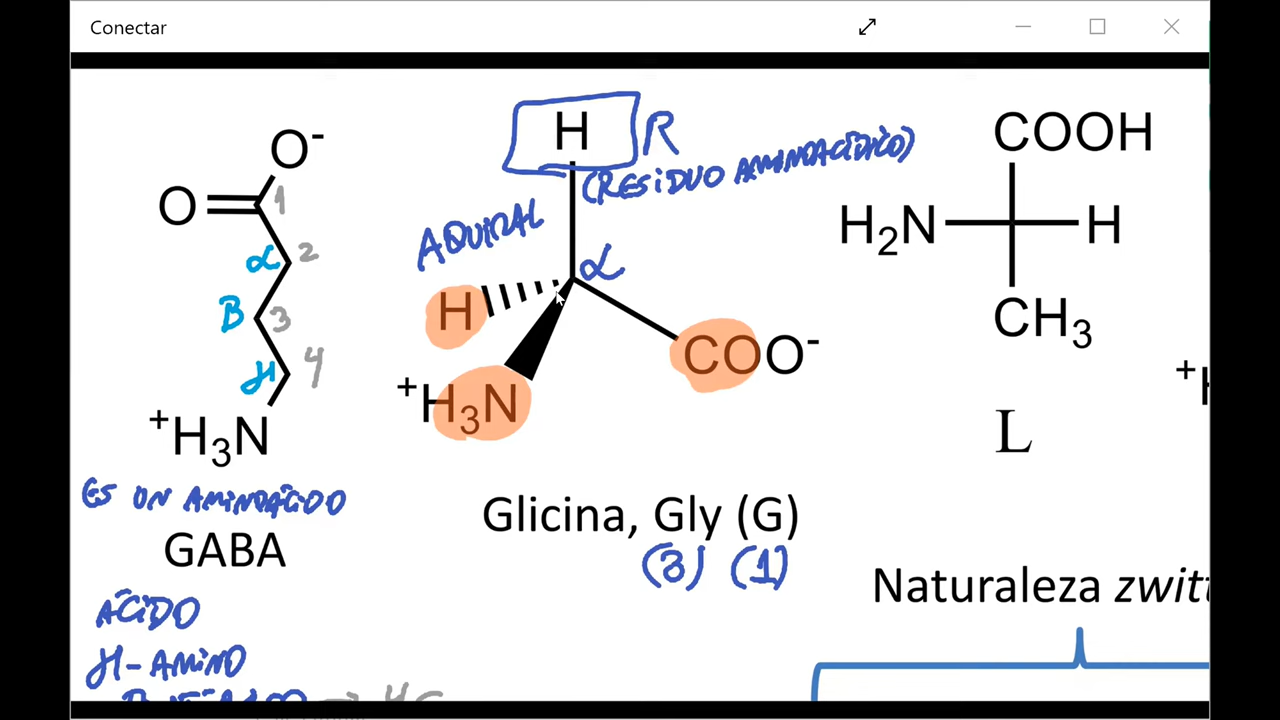 Conectar
O-
O
1
α
2
B
3
γ
4
+H3N
ES UN AMINOÁCIDO
GABA
ÁCIDO
γ-AMINO
H
R
(RESIDUO AMINOACÍDICO)
AQUIRAL
α
H
COO-
+H3N
Glicina, Gly (G)
(3) (1)
COOH
H2N
H
CH3
L
+
Naturaleza zwitt